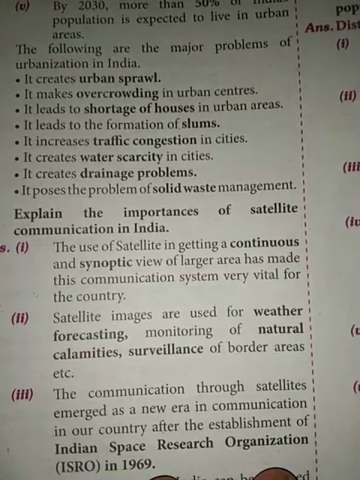 (v) By 2030, more than 50% of India's
population is expected to live in urban
areas.
The following are the major problems of
urbanization in India.
• It creates urban sprawl.
• It makes overcrowding in urban centres.
• It leads to shortage of houses in urban areas.
• It leads to the formation of slums.
• It increases traffic congestion in cities.
• It creates water scarcity in cities.
• It creates drainage problems.
• It poses the problem of solid waste management.
Explain the importances of satellite
communication in India.
s. (i) The use of Satellite in getting a continuous
and synoptic view of larger area has made
this communication system very vital for
the country.
(ii) Satellite images are used for weather
forecasting, monitoring of natural
calamities, surveillance of border areas
etc.
(iii) The communication through satellites
emerged as a new era in communication
in our country after the establishment of
Indian Space Research Organization
(ISRO) in 1969.
pop
Ans. Dist
(i)
(ii)
(iii
(iv
(v